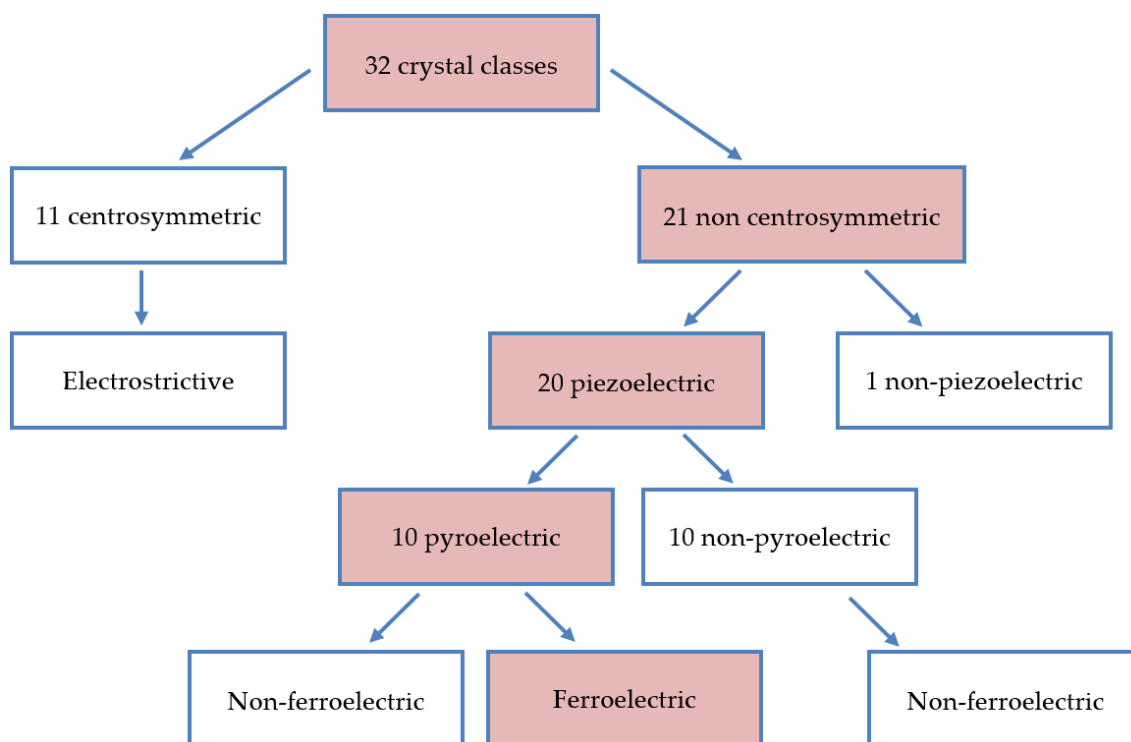 32 crystal classes
11 centrosymmetric
21 non centrosymmetric
Electrostrictive
20 piezoelectric
1 non-piezoelectric
10 pyroelectric
10 non-pyroelectric
Non-ferroelectric
Ferroelectric
Non-ferroelectric